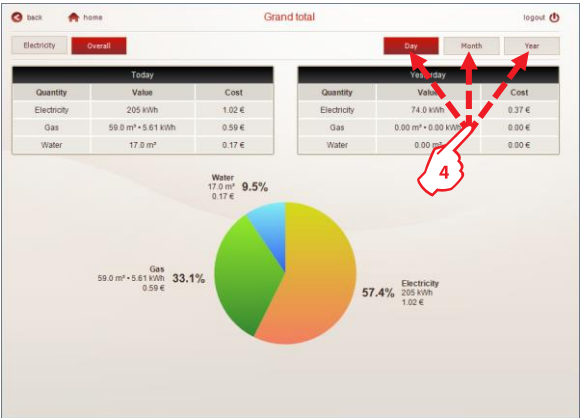 back home Grand total logout
Electricity Overall Day Month Year
Today
Quantity Value Cost
Electricity 205 kWh 1.02 €
Gas 59.0 m³ • 5.61 kWh 0.59 €
Water 17.0 m³ 0.17 €
Yesterday
Quantity Value Cost
Electricity 74.0 kWh 0.37 €
Gas 0.00 m³ • 0.00 kWh 0.00 €
Water 0.00 m³ 0.00 €
4
Water
17.0 m³ 9.5%
0.17 €
Gas
59.0 m³ • 5.61 kWh 33.1%
0.59 €
Electricity
57.4% 205 kWh
1.02 €